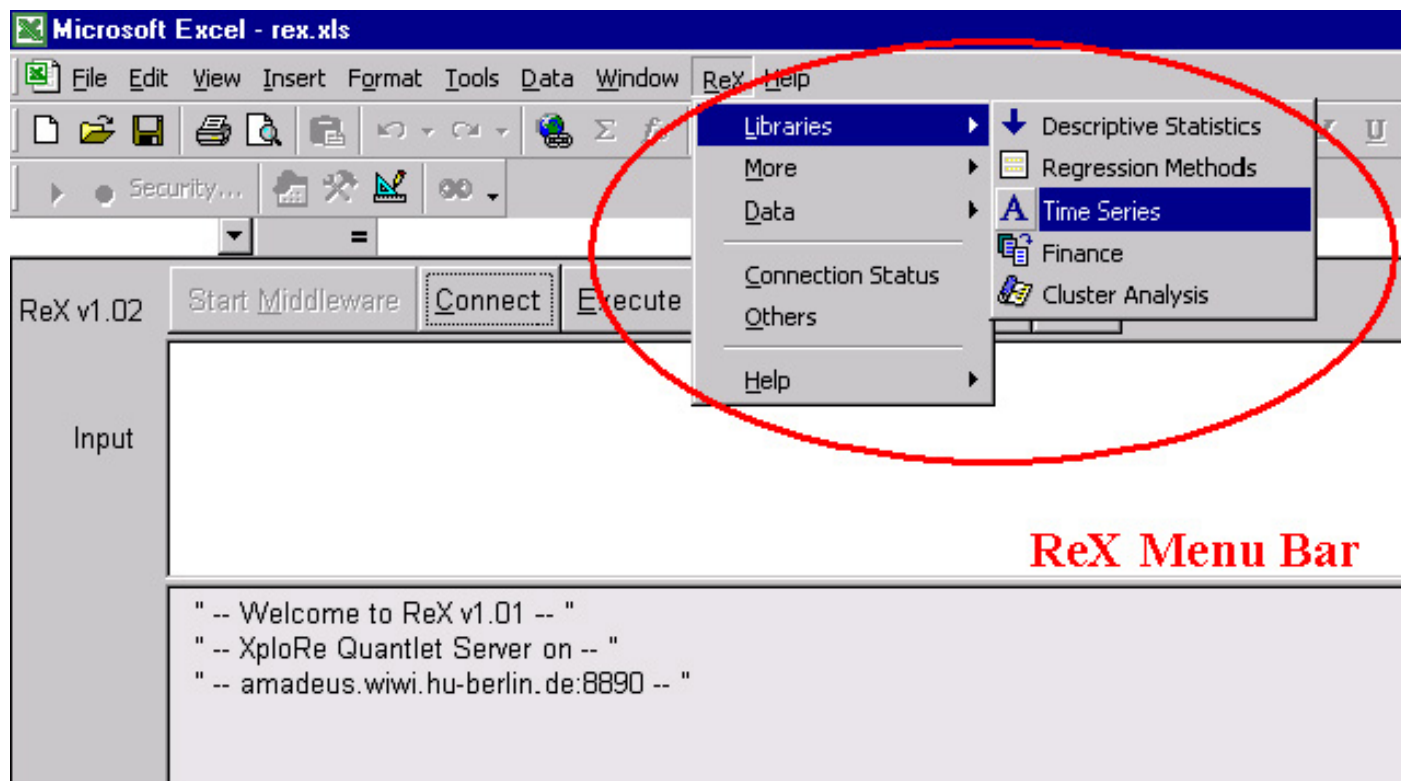 Microsoft Excel - rex.xls
File Edit View Insert Format Tools Data Window ReX Help
Σ U
Security...
=
Libraries
More
Data
Connection Status
Others
Help
Descriptive Statistics
Regression Methods
A Time Series
Finance
Cluster Analysis
ReX v1.02 Start Middleware Connect Execute
Input
ReX Menu Bar
" -- Welcome to ReX v1.01 -- "
" -- XploRe Quantlet Server on -- "
" -- amadeus.wiwi.hu-berlin.de:8890 -- "